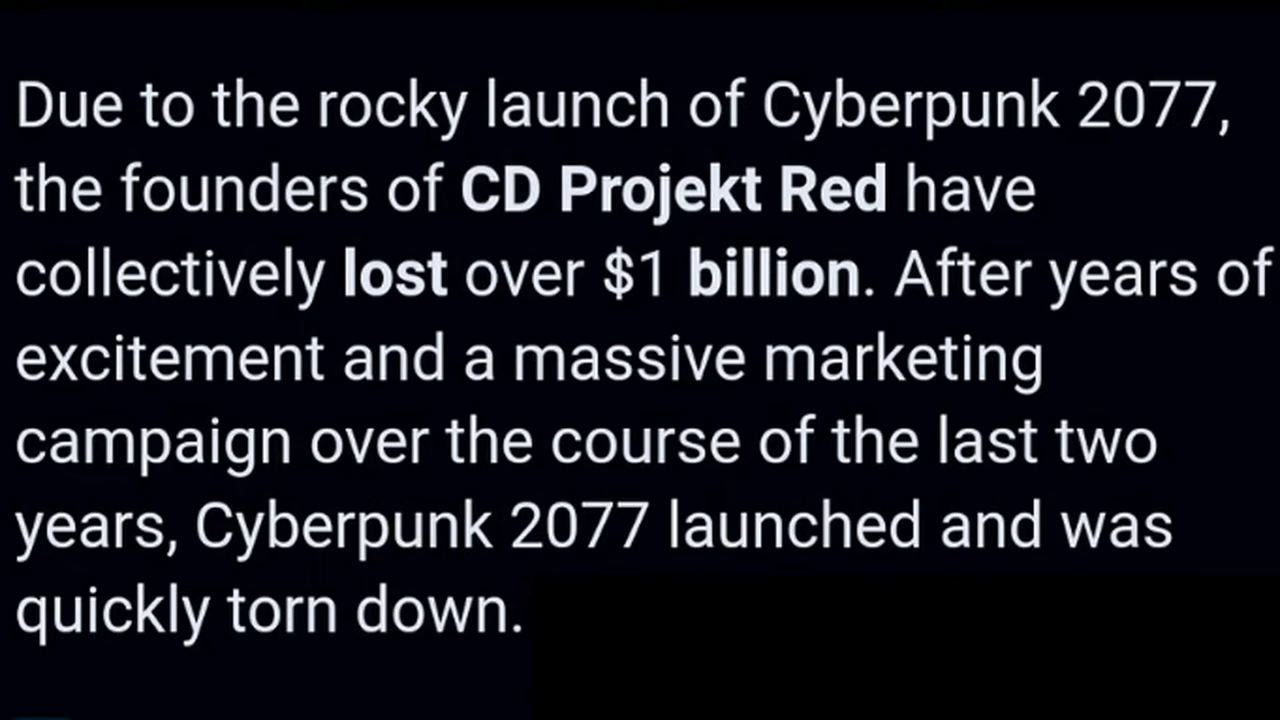 Due to the rocky launch of Cyberpunk 2077,
the founders of CD Projekt Red have
collectively lost over $1 billion. After years of
excitement and a massive marketing
campaign over the course of the last two
years, Cyberpunk 2077 launched and was
quickly torn down.